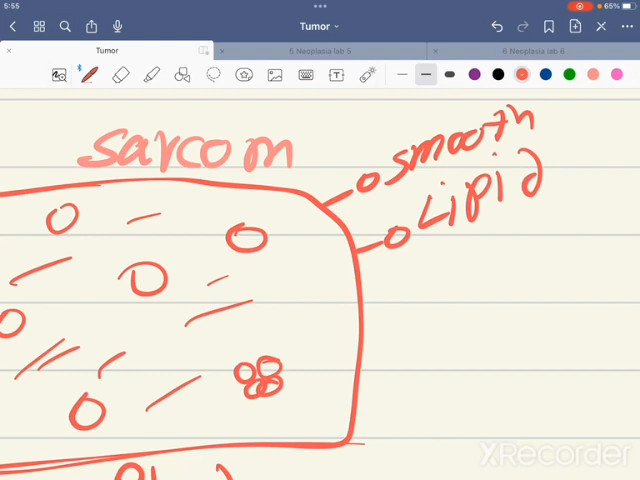 5:55
65%
Tumor
Tumor
5 Neoplasia lab 5
6 Neoplasia lab 6
sarcom
smooth
Lipid
XRecorder